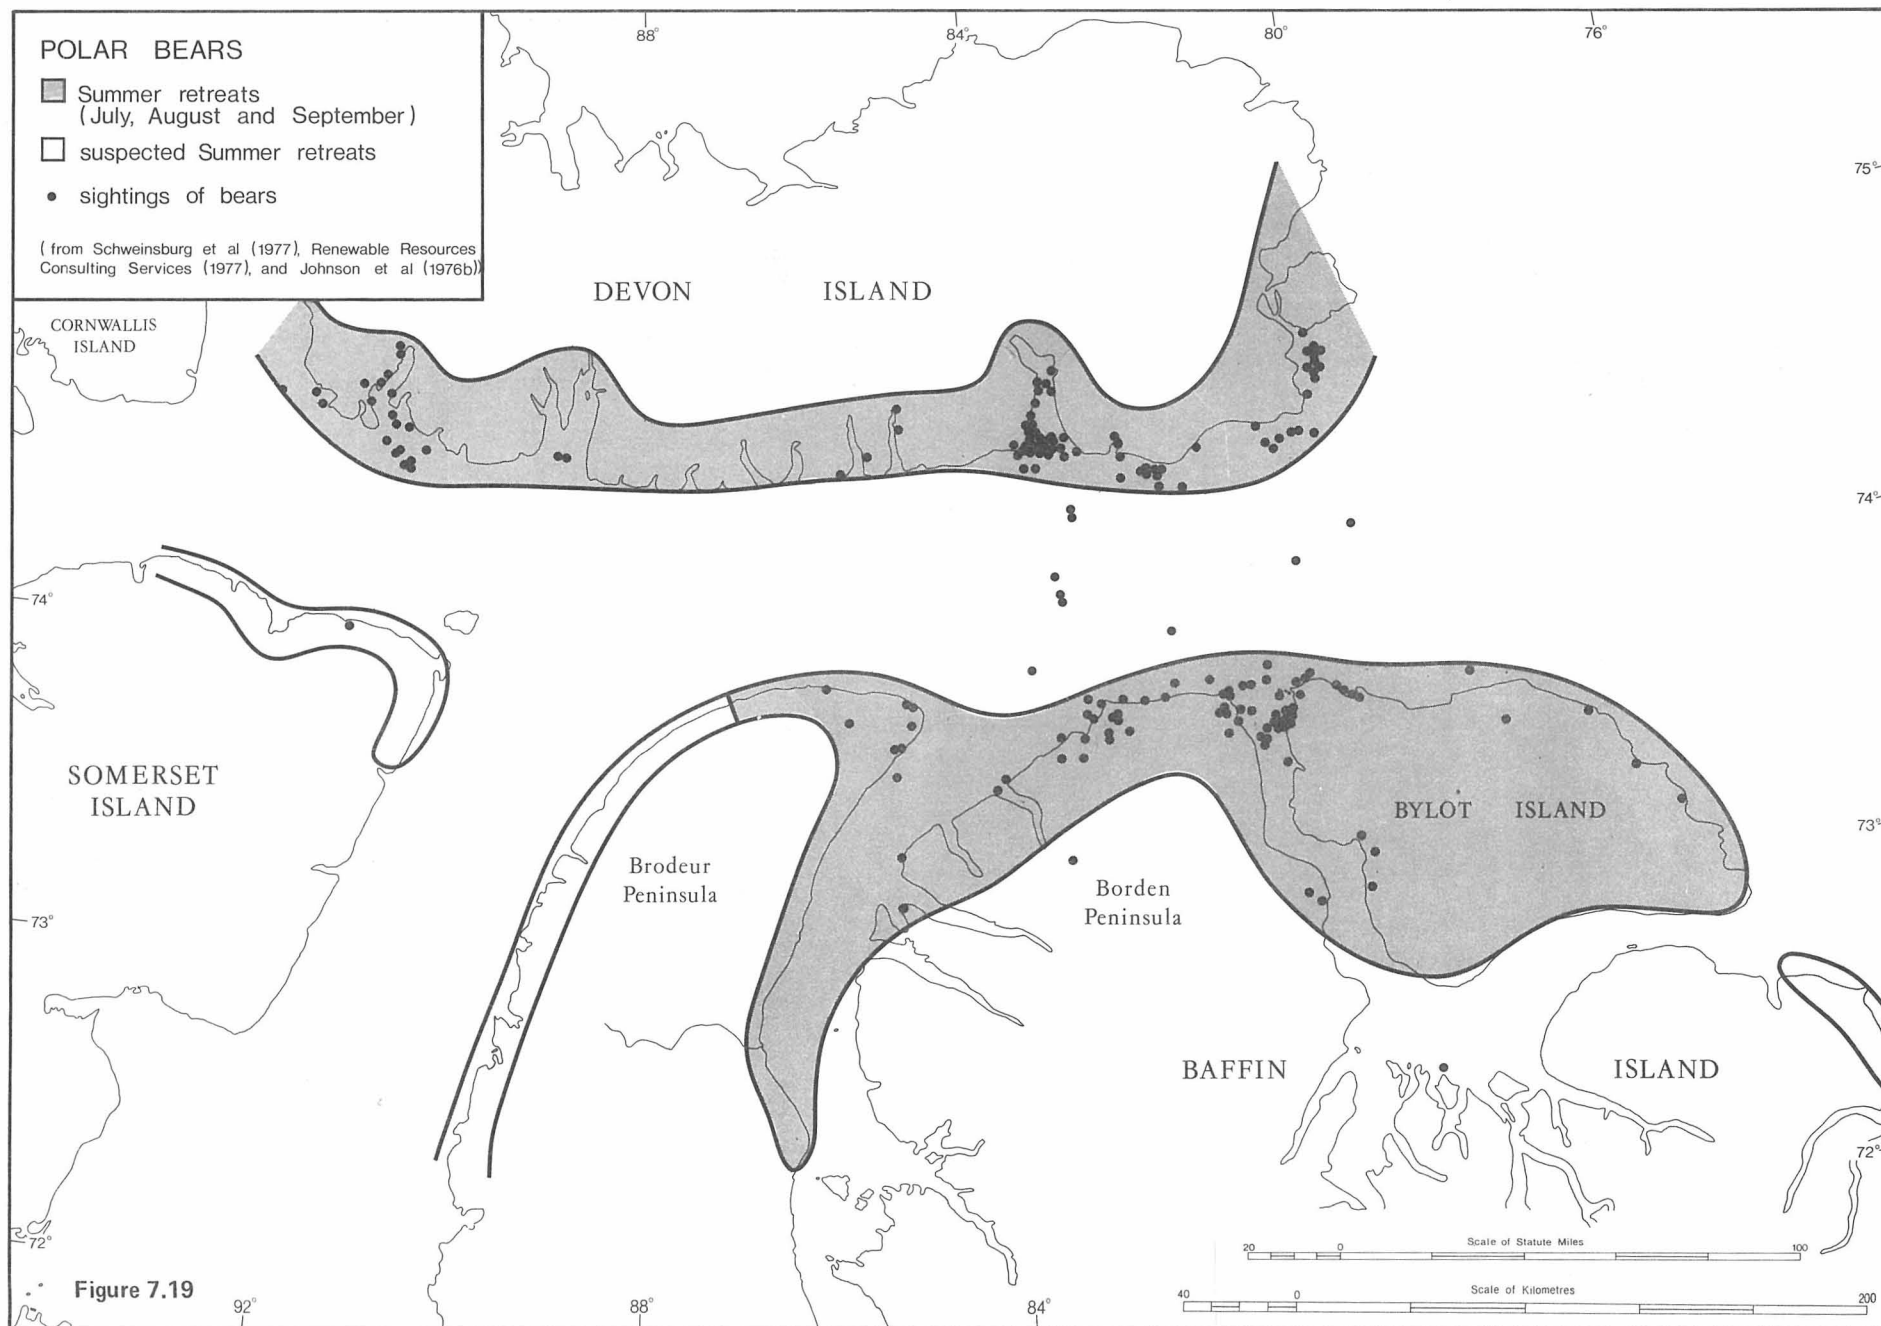 88°
84°
80°
76°
POLAR BEARS
Summer retreats
(July, August and September)
suspected Summer retreats
sightings of bears
(from Schweinsburg et al (1977), Renewable Resources
Consulting Services (1977), and Johnson et al (1976b))
75°
DEVON ISLAND
CORNWALLIS
ISLAND
74°
74°
SOMERSET
ISLAND
BYLOT ISLAND
73°
Brodeur
Peninsula
Borden
Peninsula
73°
BAFFIN ISLAND
72°
72°
Scale of Statute Miles
20 0 100
Figure 7.19
Scale of Kilometres
40 0 200
92°
88°
84°